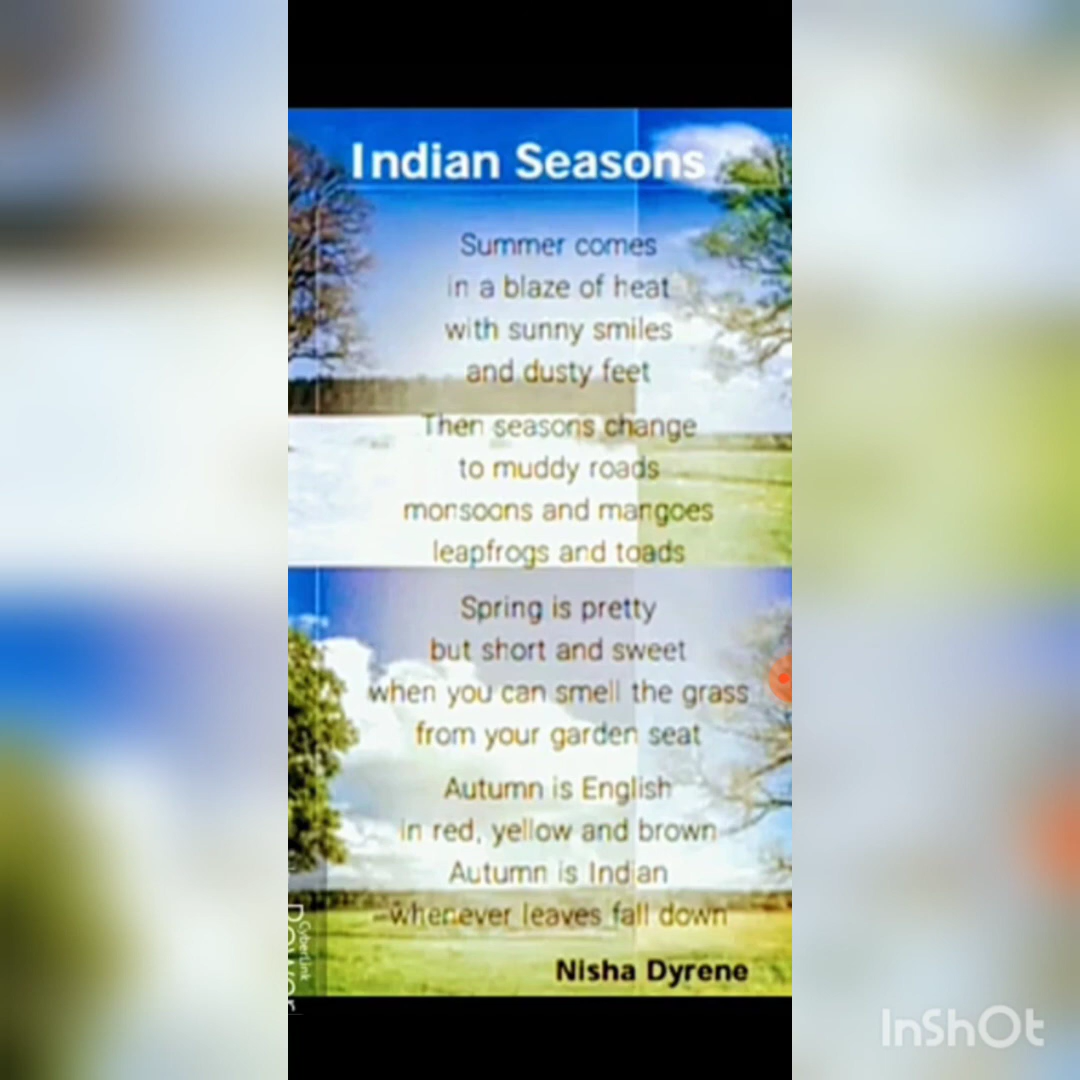 Indian Seasons
Summer comes
in a blaze of heat
with sunny smiles
and dusty feet
Then seasons change
to muddy roads
monsoons and mangoes
leapfrogs and toads
Spring is pretty
but short and sweet
when you can smell the grass
from your garden seat
Autumn is English
in red, yellow and brown
Autumn is Indian
–whenever leaves fall down
Nisha Dyrene
CyberLink
InShOt